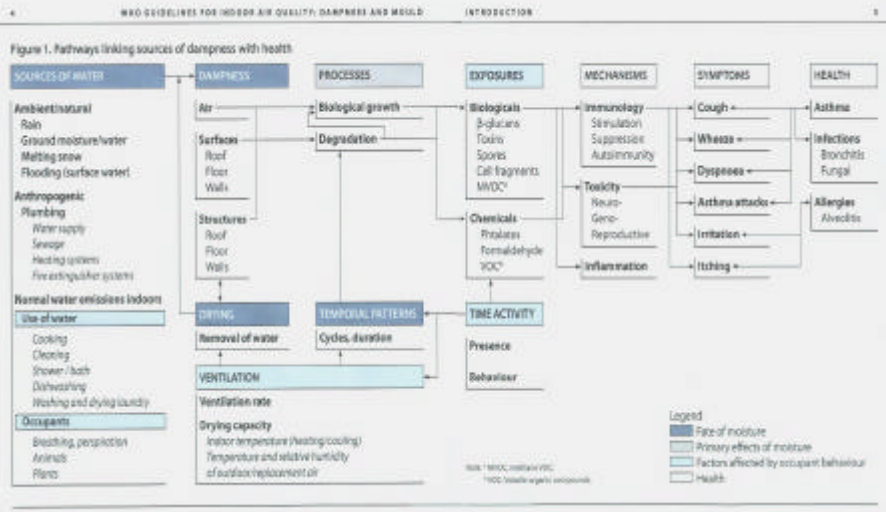 4
WHO GUIDELINES FOR INDOOR AIR QUALITY: DAMPNESS AND MOULD
INTRODUCTION
5
Figure 1. Pathways linking sources of dampness with health
SOURCES OF WATER
Ambient/natural
Rain
Ground moisture/water
Melting snow
Flooding (surface water)
Anthropogenic
Plumbing
Water supply
Sewage
Heating systems
Fire extinguisher systems
Normal water emissions indoors
Use of water
Cooking
Cleaning
Shower / bath
Dishwashing
Washing and drying laundry
Occupants
Breathing, perspiration
Animals
Plants
DAMPNESS
Air
Surfaces
Roof
Floor
Walls
Structures
Roof
Floor
Walls
DRYING
Removal of water
VENTILATION
Ventilation rate
Drying capacity
Indoor temperature (heating/cooling)
Temperature and relative humidity
of outdoor/replacement air
PROCESSES
Biological growth
Degradation
TEMPORAL PATTERNS
Cycles, duration
EXPOSURES
Biologicals
β-glucans
Toxins
Spores
Cell fragments
MVOCª
Chemicals
Phtalates
Formaldehyde
VOCᵇ
TIME ACTIVITY
Presence
Behaviour
MECHANISMS
Immunology
Stimulation
Suppression
Autoimmunity
Toxicity
Neuro-
Geno-
Reproductive
Inflammation
SYMPTOMS
Cough
Wheeze
Dyspnoea
Asthma attacks
Irritation
Itching
HEALTH
Asthma
Infections
Bronchitis
Fungal
Allergies
Alveolitis
Legend
Fate of moisture
Primary effects of moisture
Factors affected by occupant behaviour
Health
VOC: volatile organic compounds